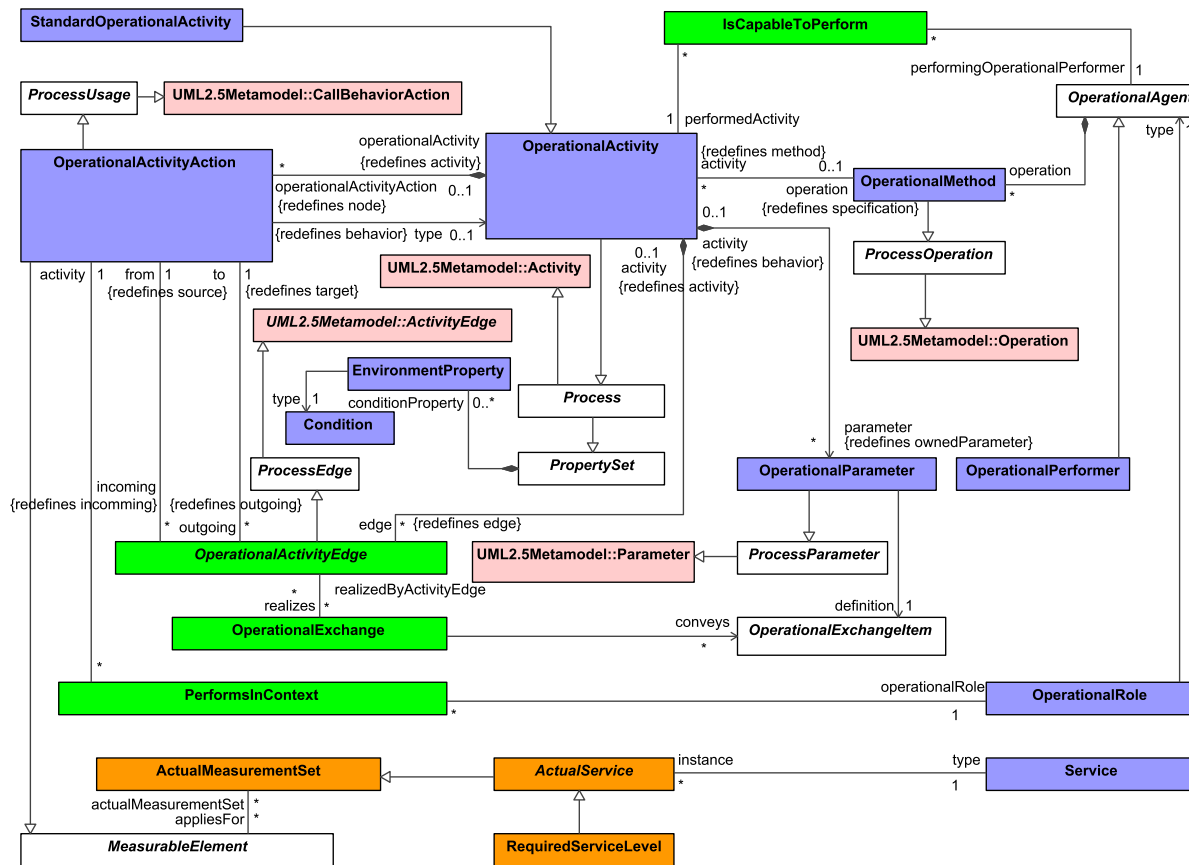 StandardOperationalActivity
IsCapableToPerform
*
*
performingOperationalPerformer
1
ProcessUsage
UML2.5Metamodel::CallBehaviorAction
OperationalAgent
1
performedActivity
type
1
operationalActivity
OperationalActivity
{redefines method}
OperationalActivityAction
{redefines activity}
activity
0..1
operation
*
*
OperationalMethod
*
operationalActivityAction
0..1
operation
{redefines node}
{redefines specification}
0..1
{redefines behavior}
type
0..1
activity
0..1
{redefines behavior}
ProcessOperation
activity
1
from
1
to
1
UML2.5Metamodel::Activity
activity
{redefines source}
{redefines target}
{redefines activity}
UML2.5Metamodel::ActivityEdge
UML2.5Metamodel::Operation
EnvironmentProperty
type
1
conditionProperty
0..*
Process
Condition
parameter
*
{redefines ownedParameter}
ProcessEdge
PropertySet
OperationalParameter
OperationalPerformer
incoming
{redefines incomming}
{redefines outgoing}
*
outgoing
*
edge
*
{redefines edge}
OperationalActivityEdge
UML2.5Metamodel::Parameter
ProcessParameter
*
realizedByActivityEdge
realizes
*
definition
1
OperationalExchange
conveys
*
OperationalExchangeItem
*
PerformsInContext
*
operationalRole
1
OperationalRole
ActualMeasurementSet
ActualService
instance
*
type
1
Service
actualMeasurementSet
*
appliesFor
*
MeasurableElement
RequiredServiceLevel